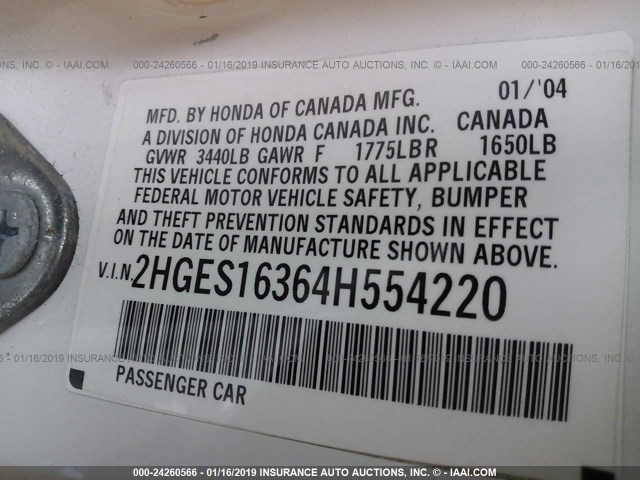 000-24260566 - 01/16/2019 INSURANCE AUTO AUCTIONS, INC. - ©IAAI.COM
MFD. BY HONDA OF CANADA MFG. 01/'04
A DIVISION OF HONDA CANADA INC. CANADA
GVWR 3440LB GAWR F 1775LB R 1650LB
THIS VEHICLE CONFORMS TO ALL APPLICABLE
FEDERAL MOTOR VEHICLE SAFETY, BUMPER
AND THEFT PREVENTION STANDARDS IN EFFECT
ON THE DATE OF MANUFACTURE SHOWN ABOVE.
V.I.N. 2HGES16364H554220
PASSENGER CAR
000-24260566 - 01/16/2019 INSURANCE AUTO AUCTIONS, INC. - ©IAAI.COM